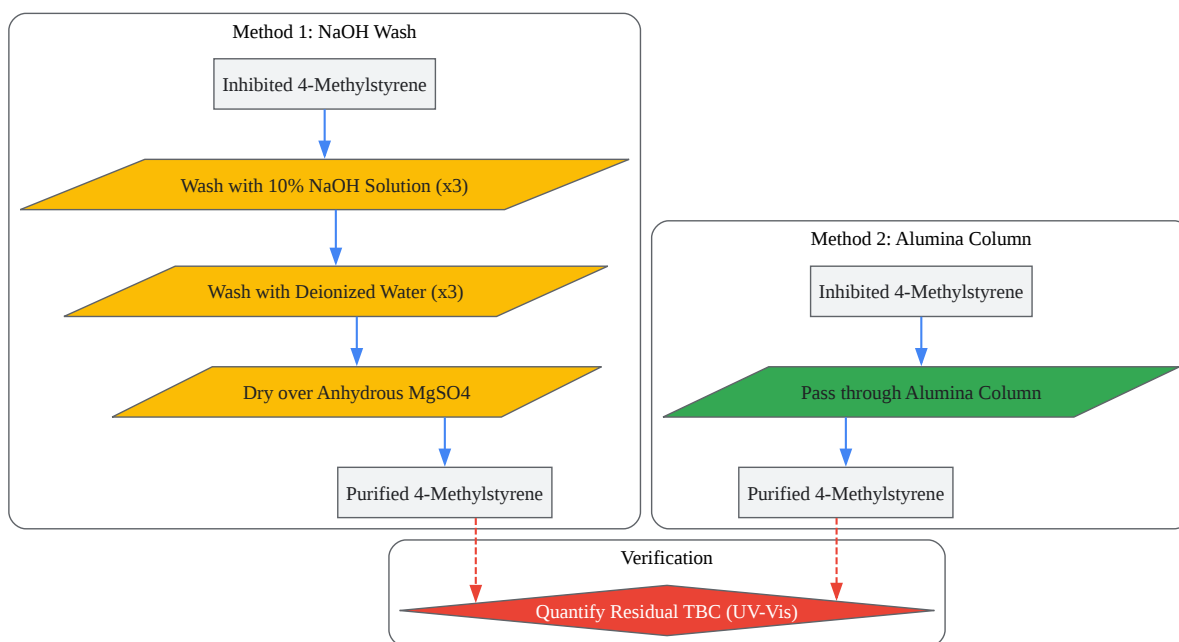 Method 1: NaOH Wash
Inhibited 4-Methylstyrene
Wash with 10% NaOH Solution (x3)
Wash with Deionized Water (x3)
Dry over Anhydrous MgSO4
Purified 4-Methylstyrene
Method 2: Alumina Column
Inhibited 4-Methylstyrene
Pass through Alumina Column
Purified 4-Methylstyrene
Verification
Quantify Residual TBC (UV-Vis)